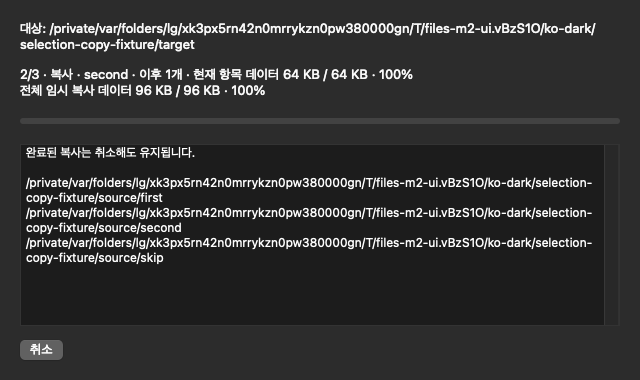 대상: /private/var/folders/lg/xk3px5rn42n0mrrykzn0pw380000gn/T/files-m2-ui.vBzS1O/ko-dark/
selection-copy-fixture/target
2/3 · 복사 · second · 이후 1개 · 현재 항목 데이터 64 KB / 64 KB · 100%
전체 임시 복사 데이터 96 KB / 96 KB · 100%
완료된 복사는 취소해도 유지됩니다.
/private/var/folders/lg/xk3px5rn42n0mrrykzn0pw380000gn/T/files-m2-ui.vBzS1O/ko-dark/selection-
copy-fixture/source/first
/private/var/folders/lg/xk3px5rn42n0mrrykzn0pw380000gn/T/files-m2-ui.vBzS1O/ko-dark/selection-
copy-fixture/source/second
/private/var/folders/lg/xk3px5rn42n0mrrykzn0pw380000gn/T/files-m2-ui.vBzS1O/ko-dark/selection-
copy-fixture/source/skip
취소